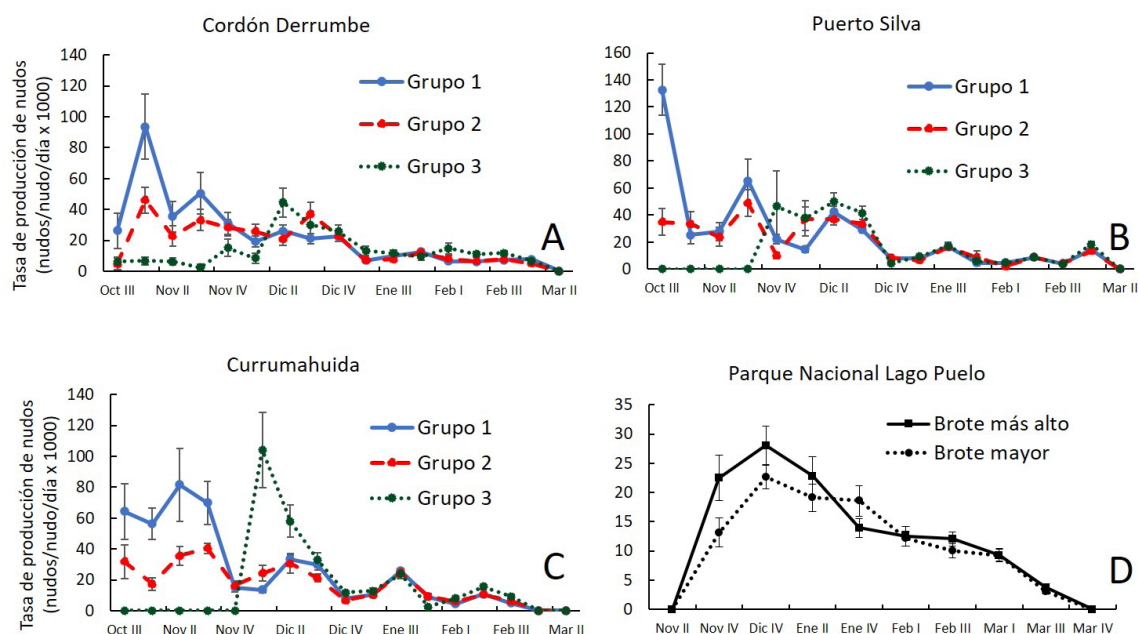 Cordón Derrumbe
Tasa de producción de nudos
(nudos/nudo/día x 1000)
140
120
100
80
60
40
20
0
Grupo 1
Grupo 2
Grupo 3
A
Oct III Nov II Nov IV Dic II Dic IV Ene III Feb I Feb III Mar II
Puerto Silva
160
140
120
100
80
60
40
20
0
Grupo 1
Grupo 2
Grupo 3
B
Oct III Nov II Nov IV Dic II Dic IV Ene III Feb I Feb III Mar II
Currumahuida
Tasa de producción de nudos
(nudos/nudo/día x 1000)
140
120
100
80
60
40
20
0
Grupo 1
Grupo 2
Grupo 3
C
Oct III Nov II Nov IV Dic II Dic IV Ene III Feb I Feb III Mar II
Parque Nacional Lago Puelo
35
30
25
20
15
10
5
0
Brote más alto
Brote mayor
D
Nov II Nov IV Dic IV Ene II Ene IV Feb I Feb III Mar I Mar III Mar IV